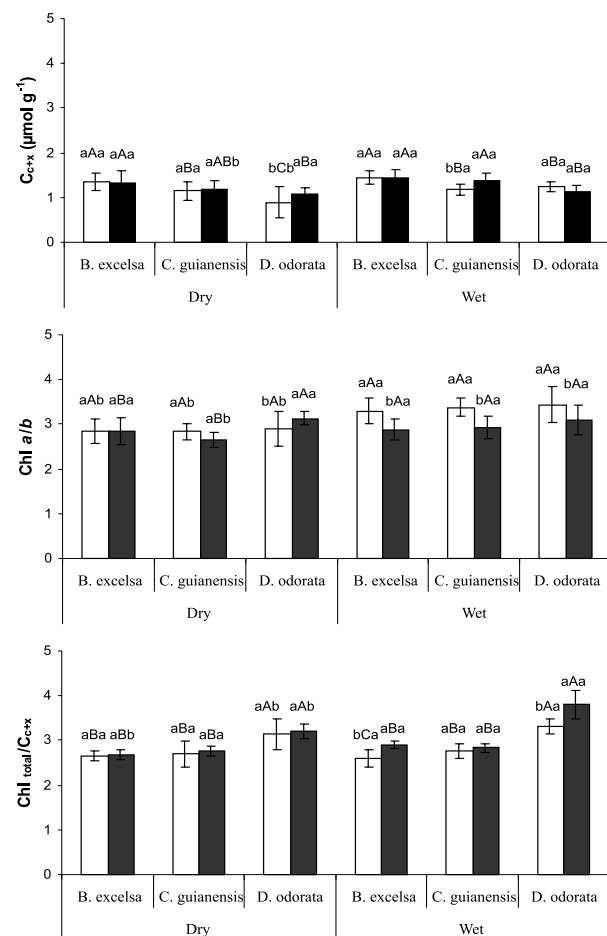 5
4
3
2
1
0
C c+x (µmol g-1)
aAa aAa aBa aABb bCb aBa aAa aAa bBa aAa aBa aBa
B. excelsa C. guianensis D. odorata B. excelsa C. guianensis D. odorata
Dry Wet
5
4
3
2
1
0
Chl a/b
aAb aBa aAb aBb bAb aAa aAa bAa aAa bAa aAa bAa
B. excelsa C. guianensis D. odorata B. excelsa C. guianensis D. odorata
Dry Wet
5
4
3
2
1
0
Chl total/C c+x
aBa aBb aBa aBa aAb aAb bCa aBa aBa aBa bAa aAa
B. excelsa C. guianensis D. odorata B. excelsa C. guianensis D. odorata
Dry Wet